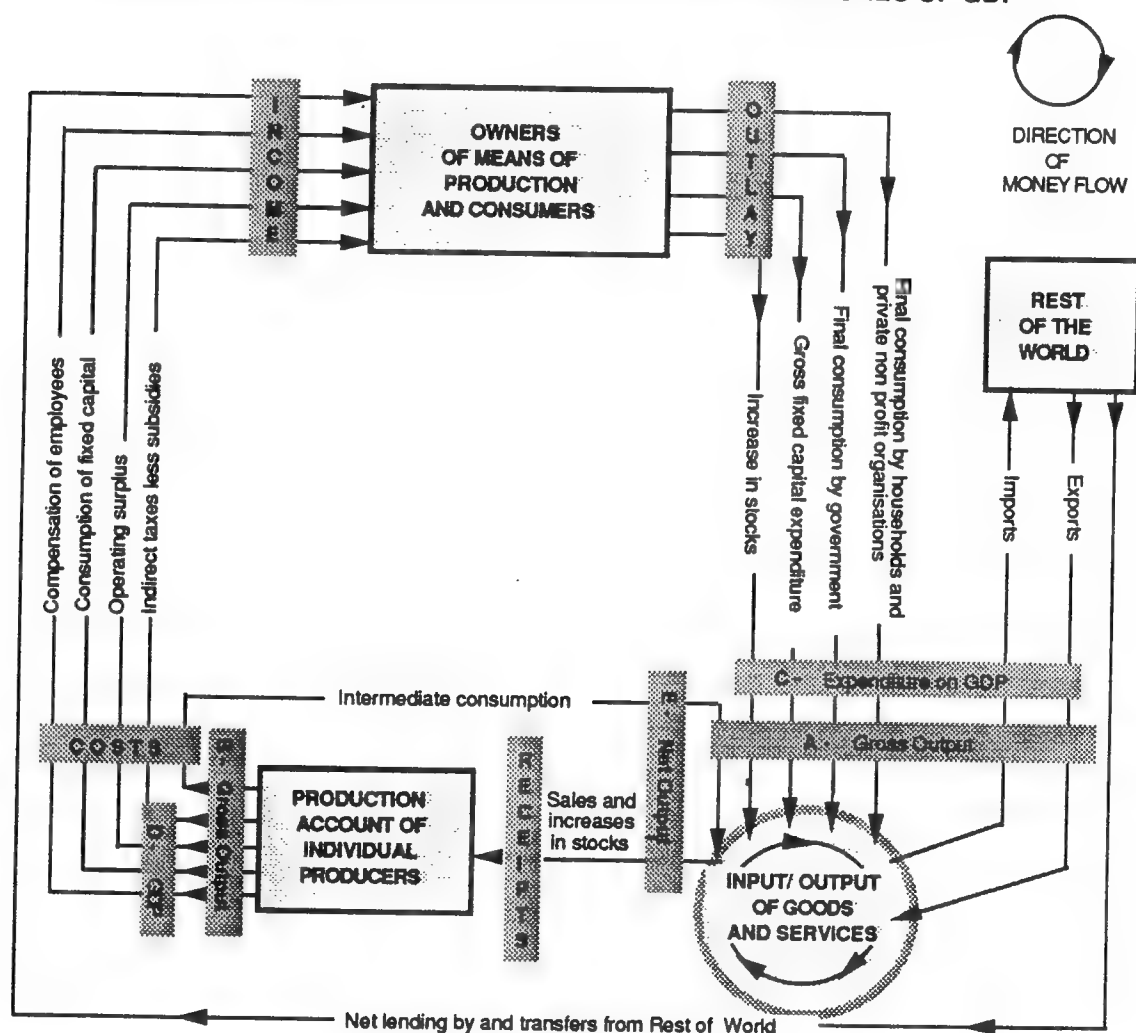 INCOME
OWNERS
OF MEANS OF
PRODUCTION
AND CONSUMERS
OUTLAY
DIRECTION
OF
MONEY FLOW
REST
OF THE
WORLD
Compensation of employees
Consumption of fixed capital
Operating surplus
Indirect taxes less subsidies
Increase in stocks
Gross fixed capital expenditure
Final consumption by government
Final consumption by households and
private non profit organisations
Imports
Exports
C - Expenditure on GDP
A - Gross Output
Intermediate consumption
Net Output
COSTS
Gross Output
GDP
PRODUCTION
ACCOUNT OF
INDIVIDUAL
PRODUCERS
RECEIPTS
Sales and
increases
in stocks
INPUT/ OUTPUT
OF GOODS
AND SERVICES
Net lending by and transfers from Rest of World